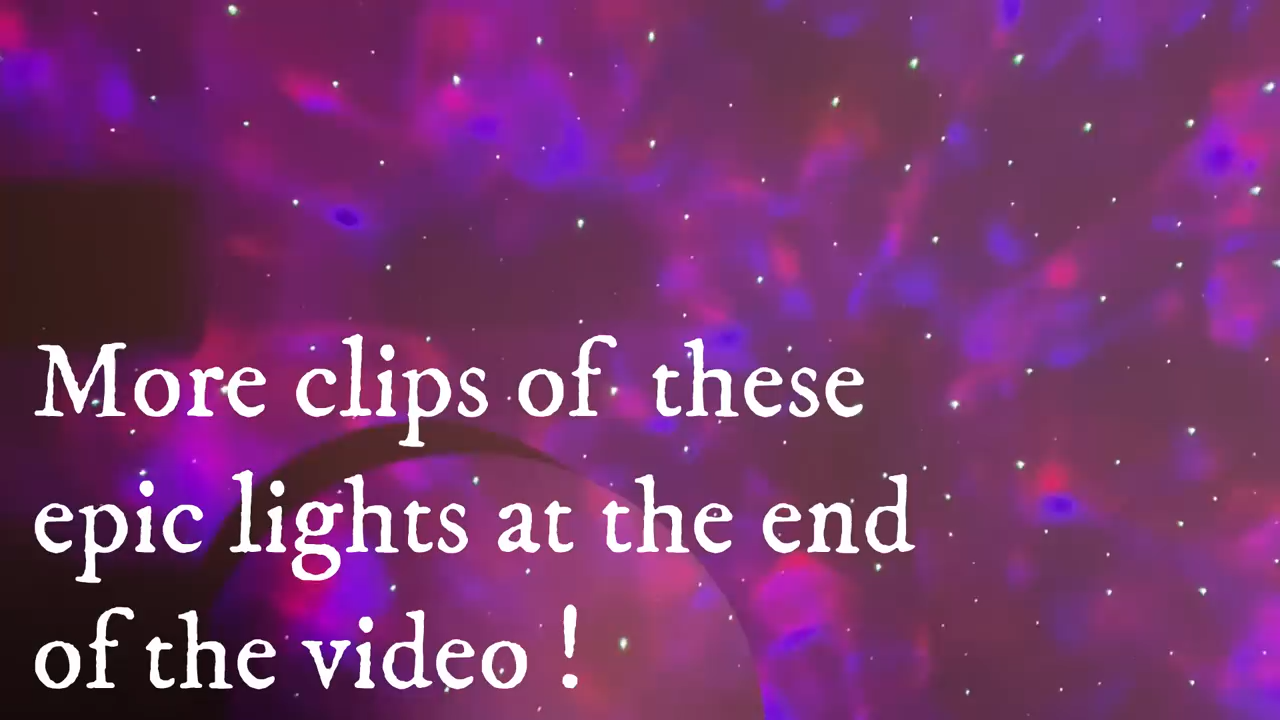 More clips of these
epic lights at the end
of the video !